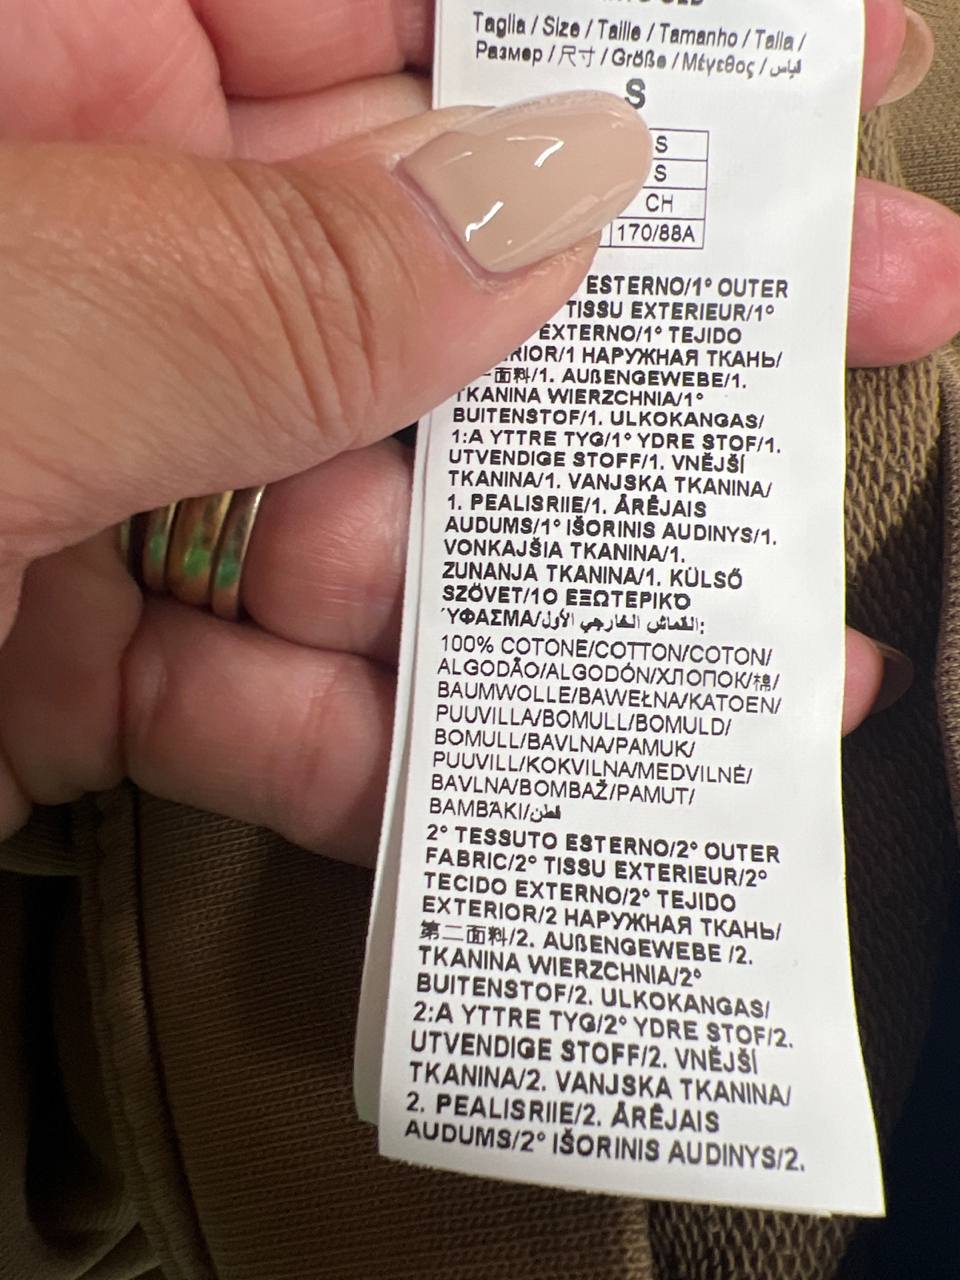 Taglia / Size / Taille / Tamanho / Talla /
Размер / 尺寸 / Größe / Μέγεθος / قياس
S
S
S
CH
170/88A
ESTERNO/1° OUTER
TISSU EXTERIEUR/1°
EXTERNO/1° TEJIDO
/1 НАРУЖНАЯ ТКАНЬ/
一面料/1. AUßENGEWEBE/1.
TKANINA WIERZCHNIA/1°
BUITENSTOF/1. ULKOKANGAS/
1:A YTTRE TYG/1° YDRE STOF/1.
UTVENDIGE STOFF/1. VNĚJŠÍ
TKANINA/1. VANJSKA TKANINA/
1. PEALISRIIE/1. ĀRĒJAIS
AUDUMS/1° IŠORINIS AUDINYS/1.
VONKAJŠIA TKANINA/1.
ZUNANJA TKANINA/1. KÜLSŐ
SZÖVET/1Ο ΕΞΩΤΕΡΙΚΌ
ΎΦΑΣΜΑ/القماش الخارجي الأول:
100% COTONE/COTTON/COTON/
ALGODÃO/ALGODÓN/ХЛОПОК/棉/
BAUMWOLLE/BAWEŁNA/KATOEN/
PUUVILLA/BOMULL/BOMULD/
BOMULL/BAVLNA/PAMUK/
PUUVILL/KOKVILNA/MEDVILNĖ/
BAVLNA/BOMBAŽ/PAMUT/
ΒΑΜΒΆΚΙ/قطن
2° TESSUTO ESTERNO/2° OUTER
FABRIC/2° TISSU EXTERIEUR/2°
TECIDO EXTERNO/2° TEJIDO
EXTERIOR/2 НАРУЖНАЯ ТКАНЬ/
第二面料/2. AUßENGEWEBE /2.
TKANINA WIERZCHNIA/2°
BUITENSTOF/2. ULKOKANGAS/
2:A YTTRE TYG/2° YDRE STOF/2.
UTVENDIGE STOFF/2. VNĚJŠÍ
TKANINA/2. VANJSKA TKANINA/
2. PEALISRIIE/2. ĀRĒJAIS
AUDUMS/2° IŠORINIS AUDINYS/2.